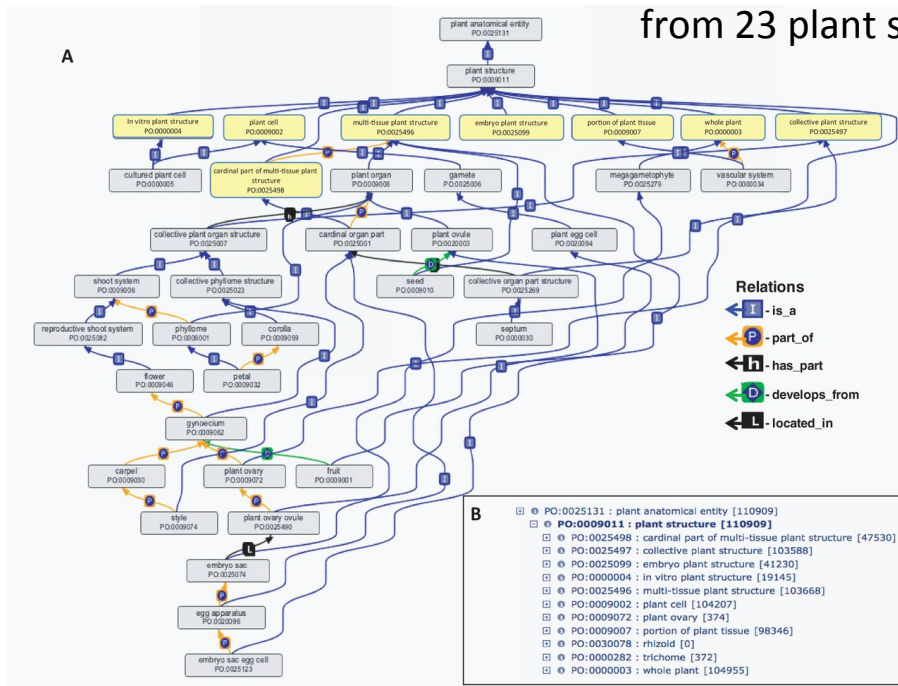 from 23 plant s
A
plant anatomical entity
PO:0025131
plant structure
PO:0009011
In vitro plant structure
PO:0000004
plant cell
PO:0009002
multi-tissue plant structure
PO:0025496
embryo plant structure
PO:0025099
portion of plant tissue
PO:0009007
whole plant
PO:0000003
collective plant structure
PO:0025497
cultured plant cell
PO:0000005
cardinal part of multi-tissue plant
structure
PO:0025498
plant organ
PO:0009008
gamete
PO:0025006
megagametophyte
PO:0025279
vascular system
PO:0000034
collective plant organ structure
PO:0025007
cardinal organ part
PO:0025001
plant ovule
PO:0020003
plant egg cell
PO:0020094
shoot system
PO:0009006
collective phyllome structure
PO:0025023
seed
PO:0009010
collective organ part structure
PO:0025269
reproductive shoot system
PO:0025082
phyllome
PO:0006001
corolla
PO:0009059
septum
PO:0000030
flower
PO:0009046
petal
PO:0009032
gynoecium
PO:0009062
carpel
PO:0009030
plant ovary
PO:0009072
fruit
PO:0009001
style
PO:0009074
plant ovary ovule
PO:0025490
embryo sac
PO:0025074
egg apparatus
PO:0020096
embryo sac egg cell
PO:0025123
Relations
I - is_a
P - part_of
h - has_part
D - develops_from
L - located_in
B
PO:0025131 : plant anatomical entity [110909]
PO:0009011 : plant structure [110909]
PO:0025498 : cardinal part of multi-tissue plant structure [47530]
PO:0025497 : collective plant structure [103588]
PO:0025099 : embryo plant structure [41230]
PO:0000004 : in vitro plant structure [19145]
PO:0025496 : multi-tissue plant structure [103668]
PO:0009002 : plant cell [104207]
PO:0009072 : plant ovary [374]
PO:0009007 : portion of plant tissue [98346]
PO:0030078 : rhizoid [0]
PO:0000282 : trichome [372]
PO:0000003 : whole plant [104955]